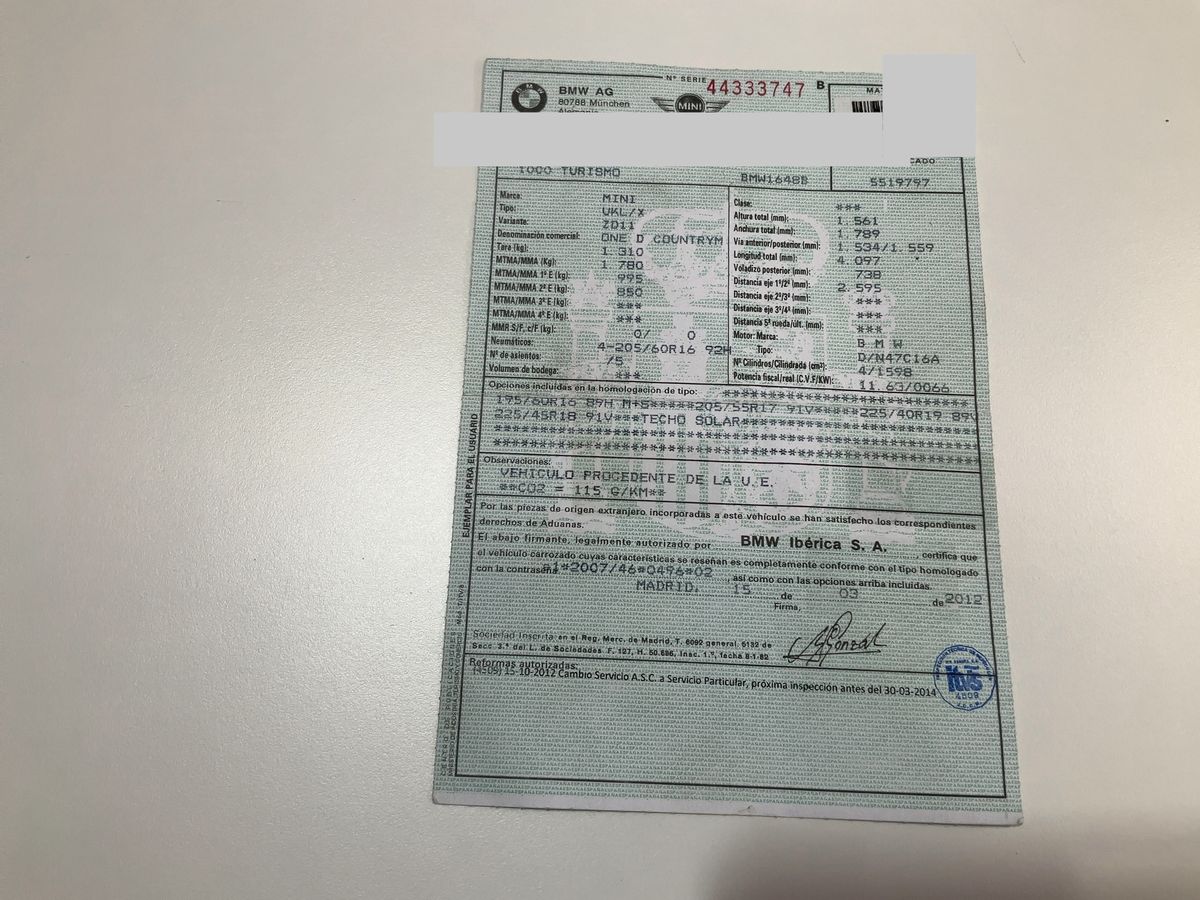 Nº SERIE 44333747 B
BMW AG
80788 München
Alemania
MINI
MA
CADO
1000 TURISMO BMW1648B 5519797
Marca: MINI
Tipo: UKL/X
Variante: ZD11
Denominación comercial: ONE D COUNTRYM
Tara (kg): 1 310
MTMA/MMA (Kg): 1 780
MTMA/MMA 1º E (kg): 995
MTMA/MMA 2º E (kg): 850
MTMA/MMA 3º E (kg): ***
MTMA/MMA 4º E (kg): ***
MMR S/F, c/F (kg): 0/ 0
Neumáticos: 4-205/60R16 92H
Nº de asientos: /5
Volumen de bodega: ***
Clase: ***
Altura total (mm): 1 561
Anchura total (mm): 1 789
Via anterior/posterior (mm): 1 534/1 559
Longitud total (mm): 4 097
Voladizo posterior (mm): 738
Distancia eje 1º/2º (mm): 2 595
Distancia eje 2º/3º (mm): ***
Distancia eje 3º/4º (mm): ***
Distancia 5ª rueda/últ. (mm): ***
Motor: Marca: B M W
Tipo: D/N47C16A
Nº Cilindros/Cilindrada (cm³): 4/1598
Potencia fiscal/real (C.V.F/KW): 11 63/0066
Opciones incluidas en la homologación de tipo: **********************
195/60R16 89H M+S*****205/55R17 91V*****225/40R19 89V
225/45R18 91V***TECHO SOLAR**********************
Observaciones:
VEHICULO PROCEDENTE DE LA U.E.
**CO2 = 115 G/KM**
Por las piezas de origen extranjero incorporadas a este vehículo se han satisfecho los correspondientes
derechos de Aduanas.
El abajo firmante, legalmente autorizado por BMW Ibérica S. A. certifica que
el vehículo carrozado cuyas características se reseñan es completamente conforme con el tipo homologado
con la contraseña 1*2007/46*0496*02 , así como con las opciones arriba incluidas.
MADRID. 15 de 03 de 2012
Firma,
Sociedad Inscrita en el Reg. Merc. de Madrid, T. 6092 general, 5132 de
Secc. 3.ª del L. de Sociedades. F. 127, H. 50.696, Insc. 1.ª, fecha 8-1-82
Reformas autorizadas:
15-10-2012 Cambio Servicio A.S.C. a Servicio Particular, próxima inspección antes del 30-03-2014
EJEMPLAR PARA EL USUARIO